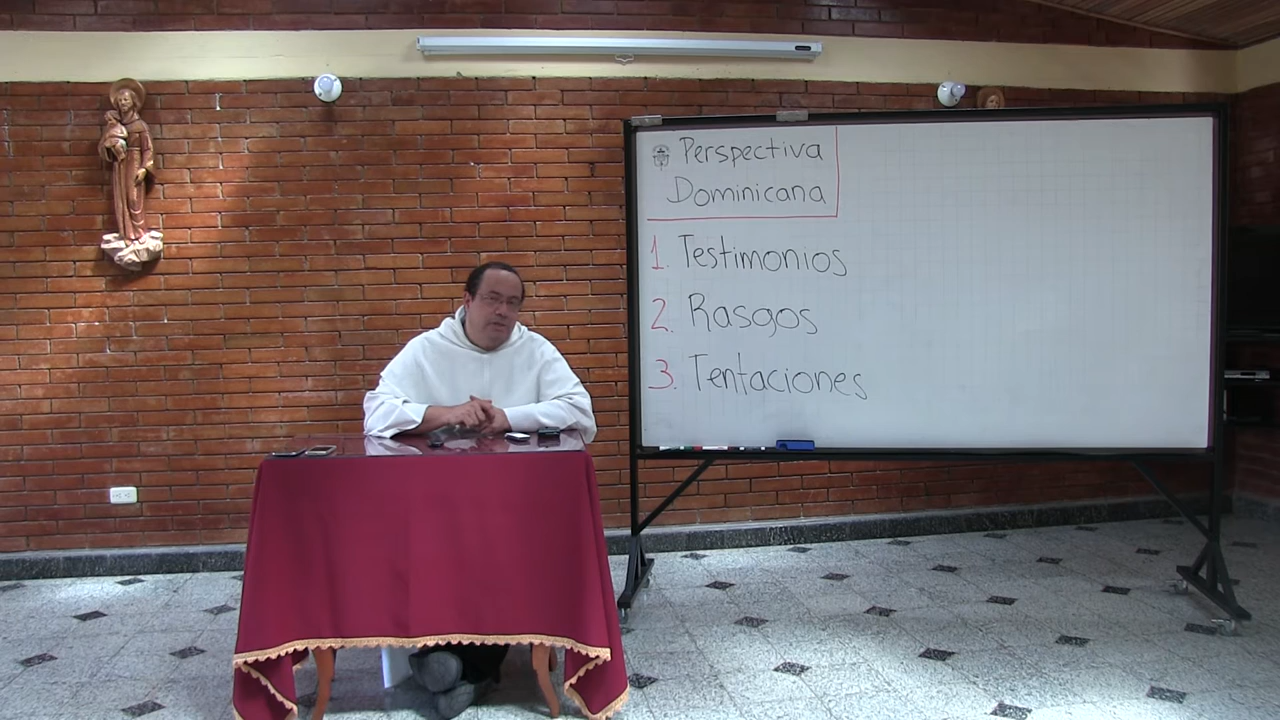 Perspectiva
Dominicana
1. Testimonios
2. Rasgos
3. Tentaciones